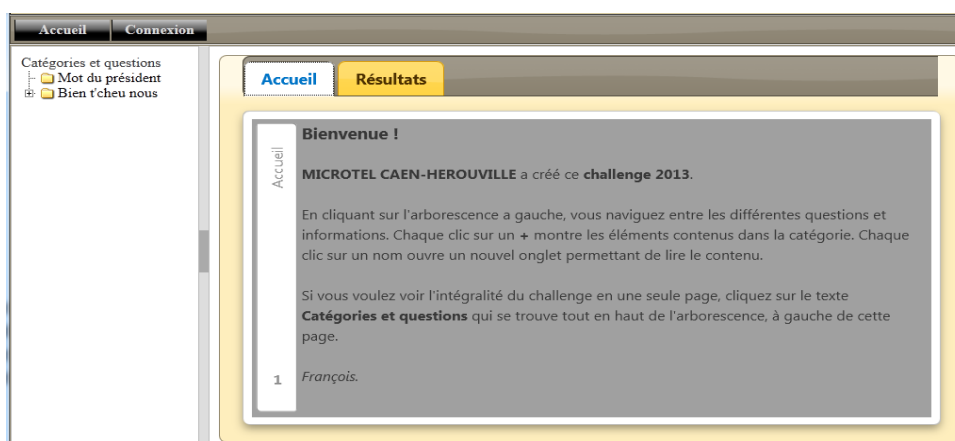 Accueil Connexion
Catégories et questions
Mot du président
Bien t'cheu nous
Accueil Résultats
Accueil
1
Bienvenue !
MICROTEL CAEN-HEROUVILLE a créé ce challenge 2013.
En cliquant sur l'arborescence a gauche, vous naviguez entre les différentes questions et
informations. Chaque clic sur un + montre les éléments contenus dans la catégorie. Chaque
clic sur un nom ouvre un nouvel onglet permettant de lire le contenu.
Si vous voulez voir l'intégralité du challenge en une seule page, cliquez sur le texte
Catégories et questions qui se trouve tout en haut de l'arborescence, à gauche de cette
page.
François.